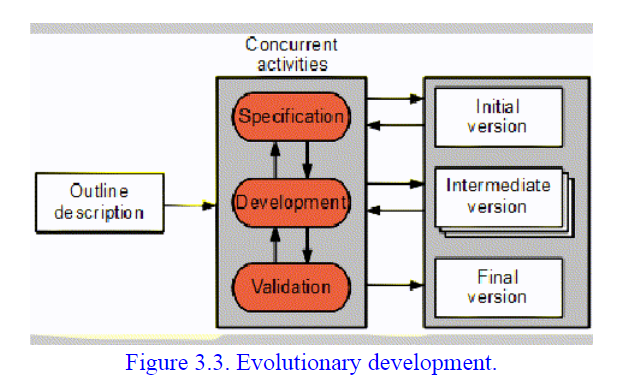 Concurrent
activities
Specification
Initial
version
Outline
description
Development
Intermediate
version
Validation
Final
version
Figure 3.3. Evolutionary development.